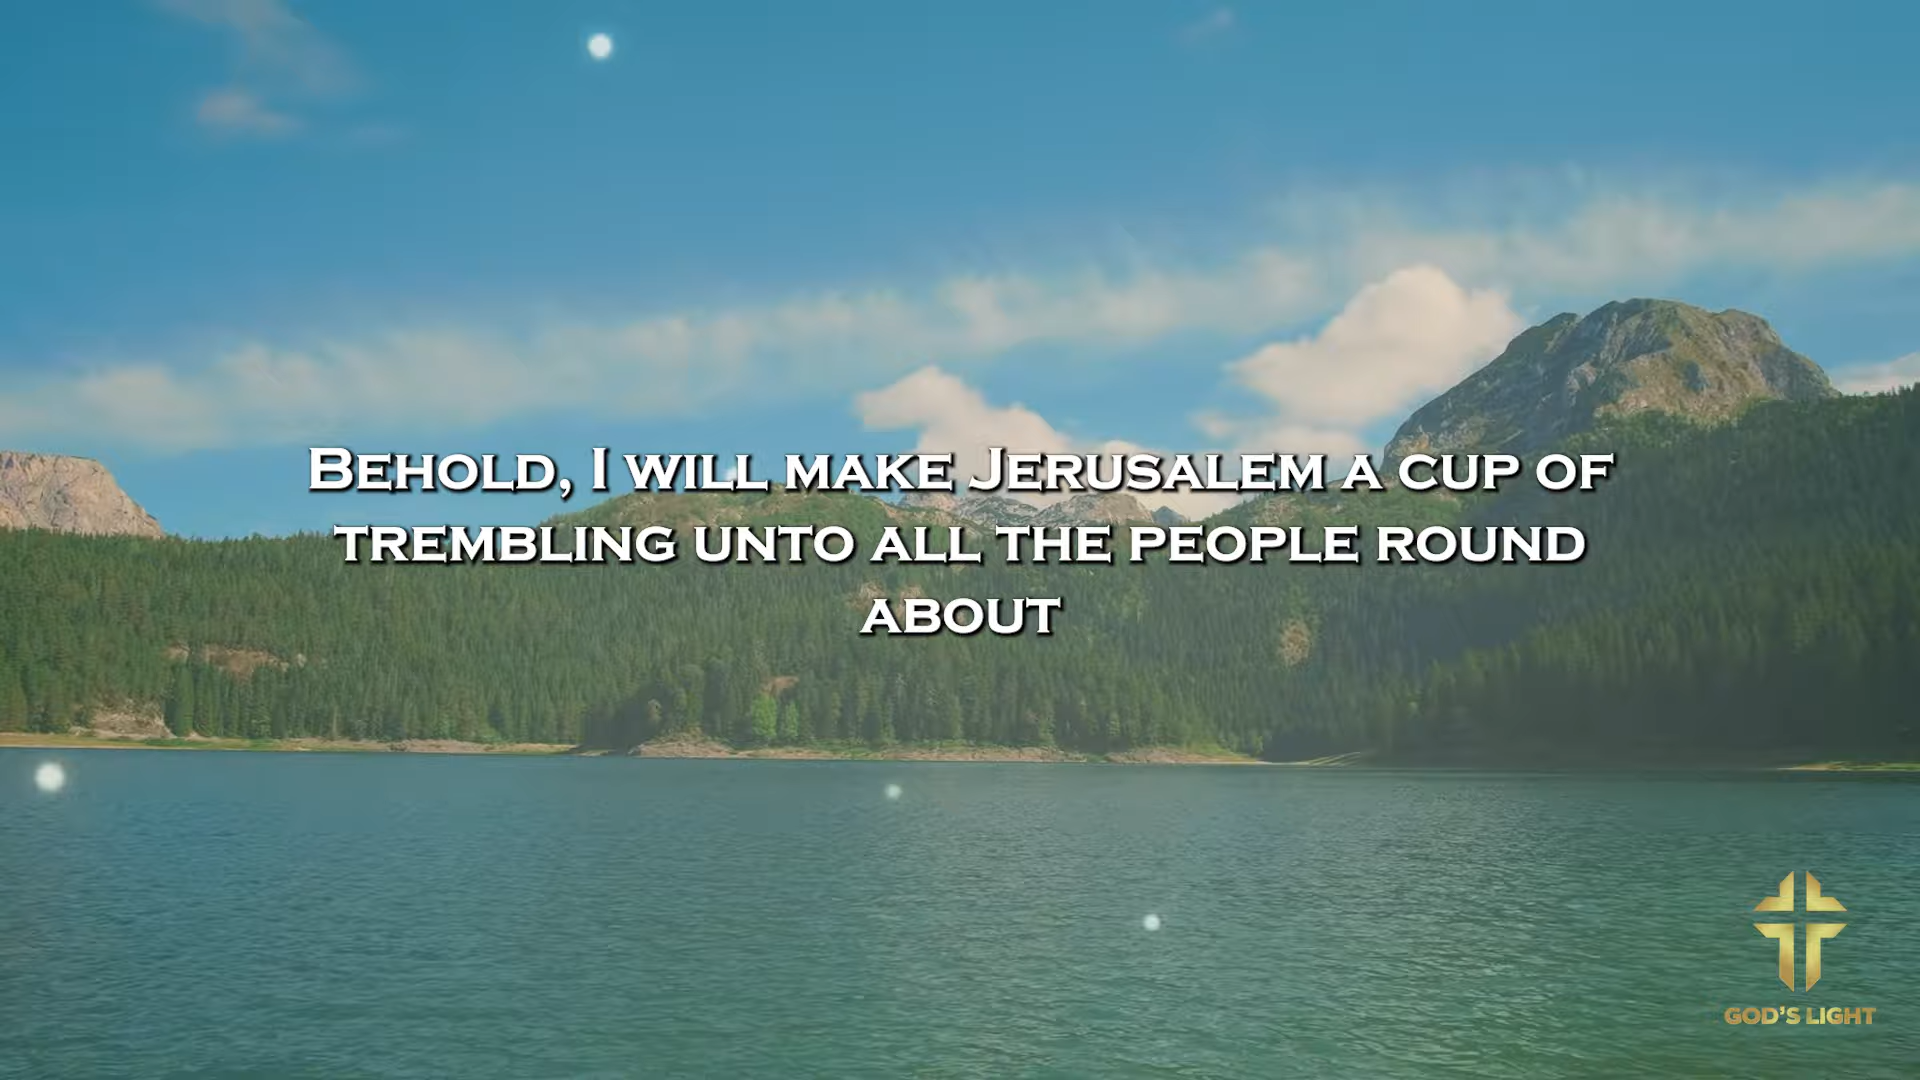 Behold, I will make Jerusalem a cup of
trembling unto all the people round
about
GOD'S LIGHT